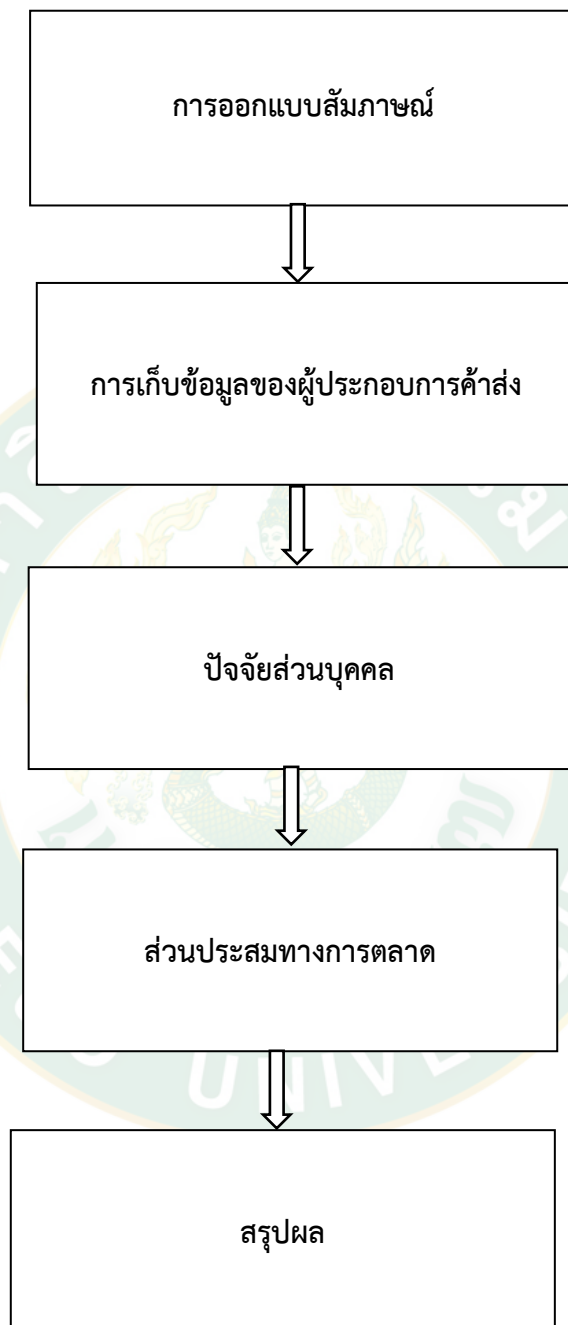 การออกแบบสัมภาษณ์
การเก็บข้อมูลของผู้ประกอบการค้าส่ง
ปัจจัยส่วนบุคคล
ส่วนประสมทางการตลาด
สรุปผล